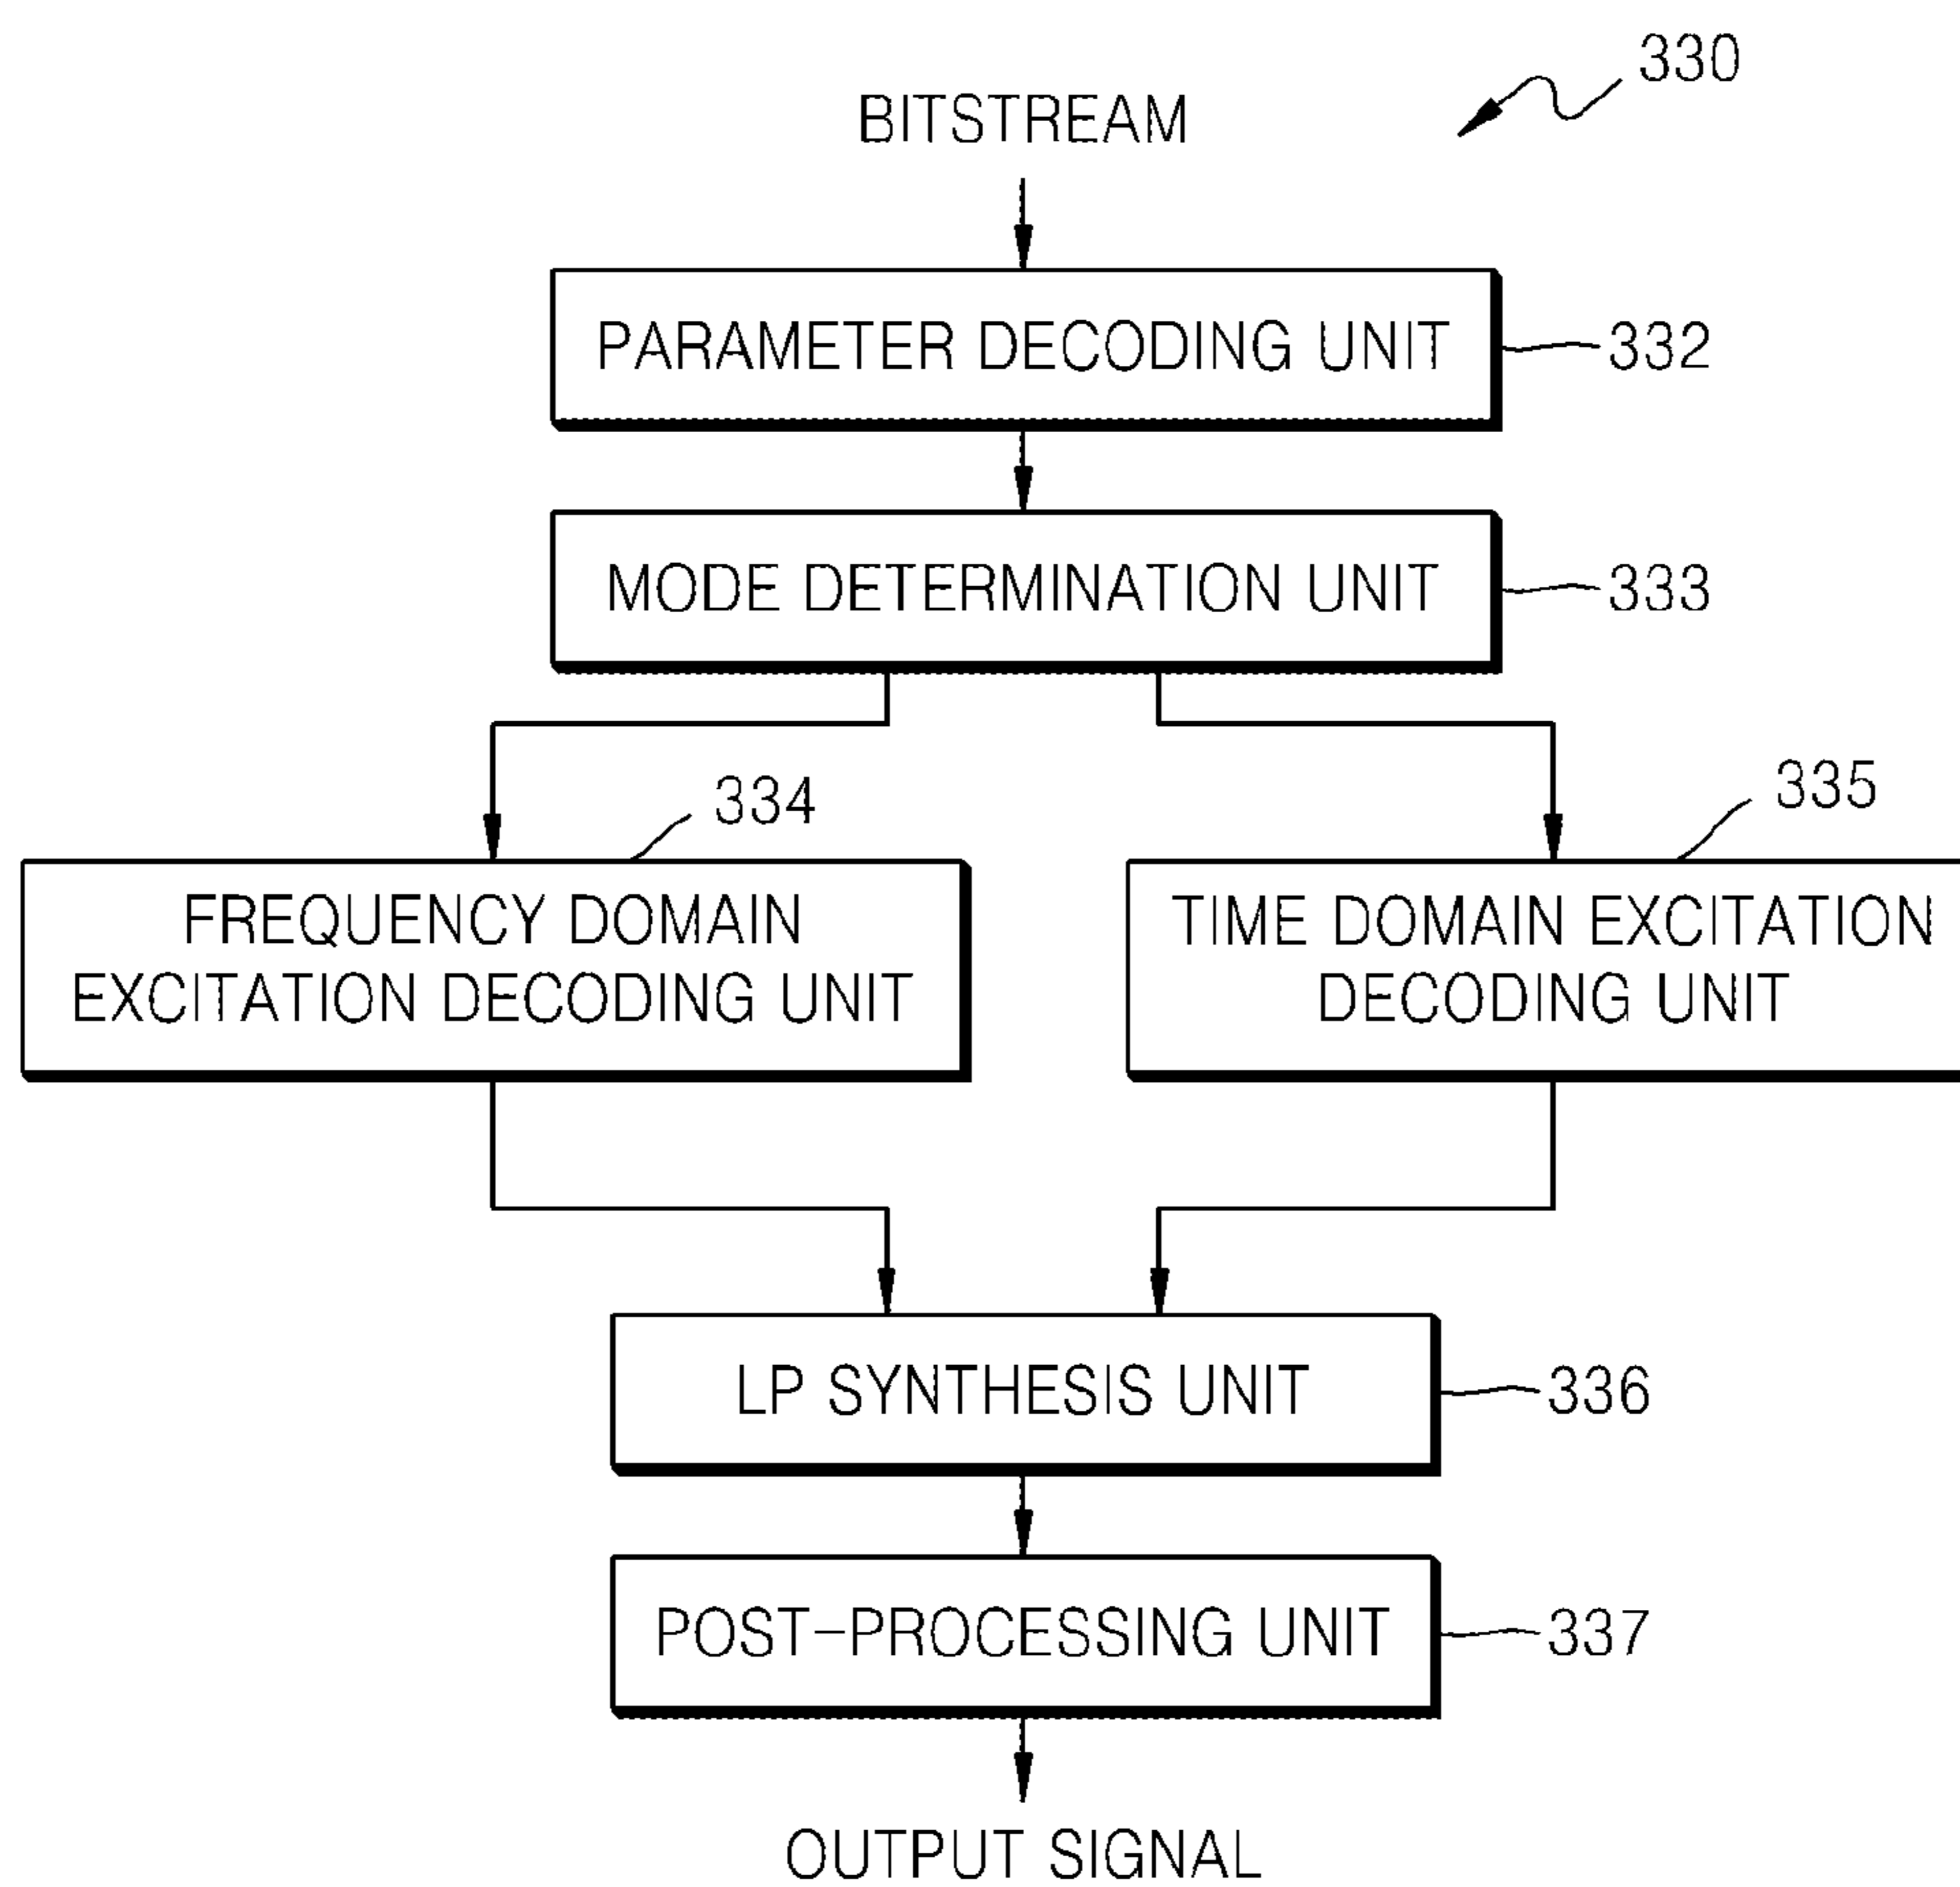 330
BITSTREAM
PARAMETER DECODING UNIT
332
MODE DETERMINATION UNIT
333
334
335
FREQUENCY DOMAIN
EXCITATION DECODING UNIT
TIME DOMAIN EXCITATION
DECODING UNIT
LP SYNTHESIS UNIT
336
POST-PROCESSING UNIT
337
OUTPUT SIGNAL